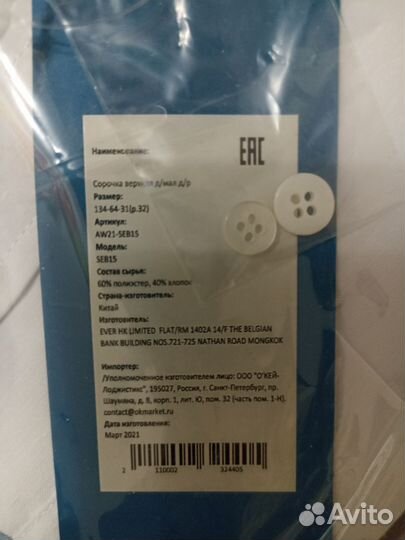 Наименование:
EAC
Сорочка верхняя д/мал д/р
Размер:
134-64-31(р.32)
Артикул:
AW21-SEB15
Модель:
SEB15
Состав сырья:
60% полиэстер, 40% хлопок
Страна-изготовитель:
Китай
Изготовитель:
EVER HK LIMITED FLAT/RM 1402A 14/F THE BELGIAN
BANK BUILDING NOS.721-725 NATHAN ROAD MONGKOK
Импортер:
/Уполномоченное изготовителем лицо: ООО "О'КЕЙ-
Лоджистикс", 195027, Россия, г. Санкт-Петербург, пр.
Шаумяна, д. 8, корп. 1, лит. Ю, пом. 32 (часть пом. 1-Н).
contact@okmarket.ru
Дата изготовления:
Март 2021
2 110002 324405
Avito